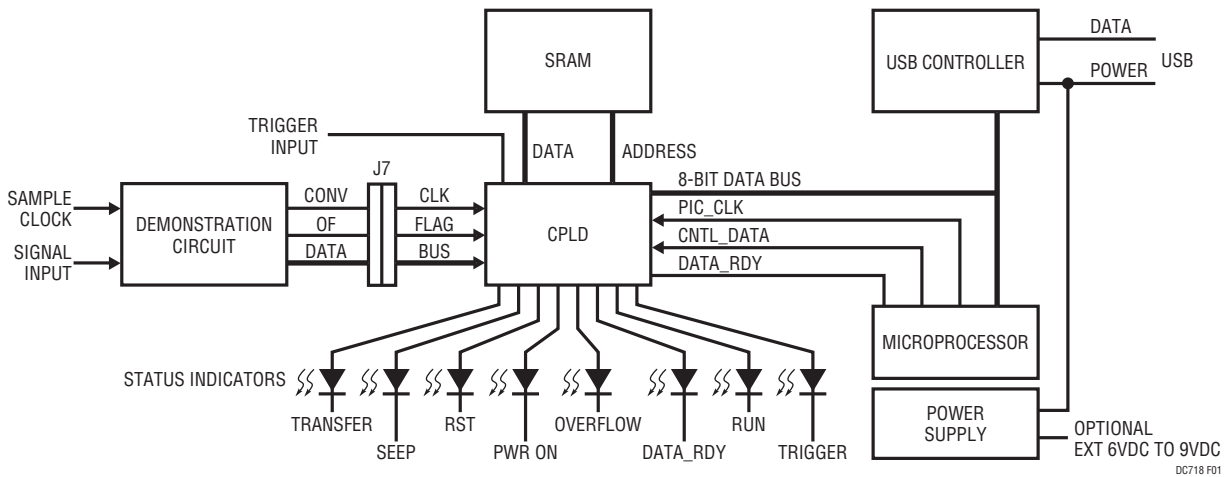 SRAM
USB CONTROLLER
DATA
POWER
USB
TRIGGER
INPUT
DATA
ADDRESS
J7
8-BIT DATA BUS
SAMPLE
CLOCK
SIGNAL
INPUT
DEMONSTRATION
CIRCUIT
CONV
OF
DATA
CLK
FLAG
BUS
CPLD
PIC_CLK
CNTL_DATA
DATA_RDY
MICROPROCESSOR
STATUS INDICATORS
TRANSFER
SEEP
RST
PWR ON
OVERFLOW
DATA_RDY
RUN
TRIGGER
POWER
SUPPLY
OPTIONAL
EXT 6VDC TO 9VDC
DC718 F01